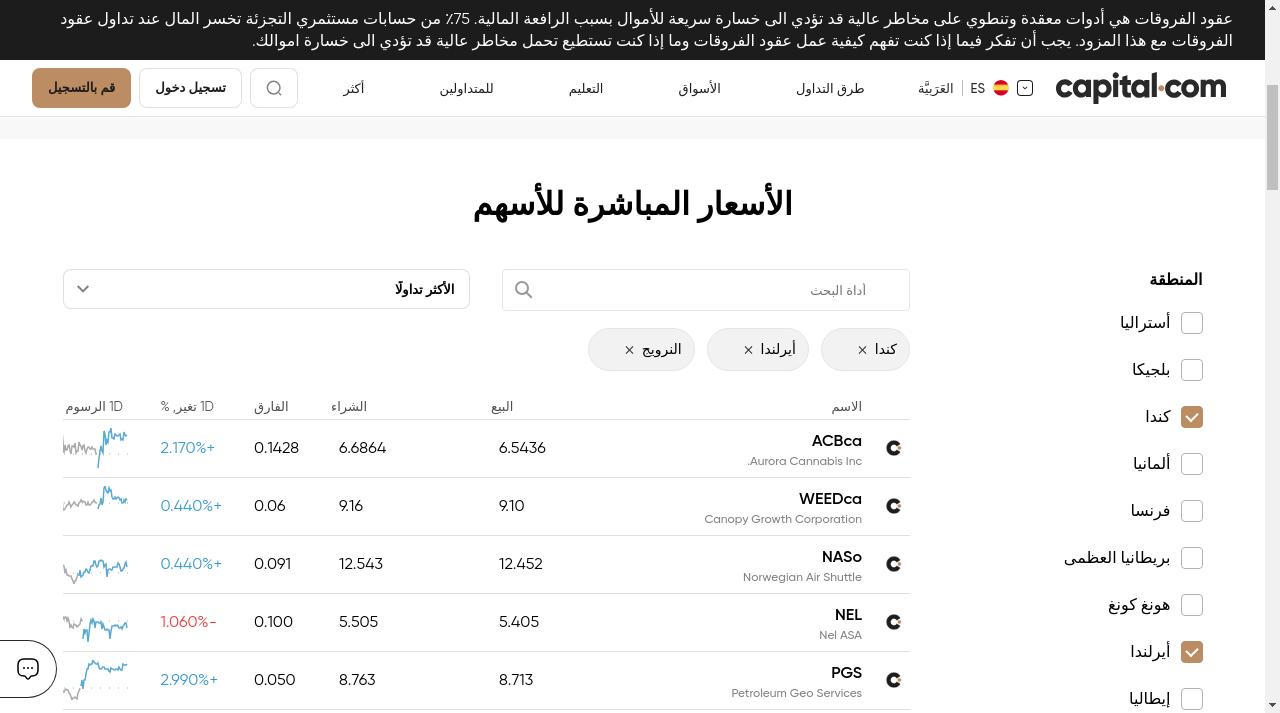 عقود الفروقات هي أدوات معقدة وتنطوي على مخاطر عالية قد تؤدي الى خسارة سريعة للأموال بسبب الرافعة المالية. 75٪ من حسابات مستثمري التجزئة تخسر المال عند تداول عقود
الفروقات مع هذا المزود. يجب أن تفكر فيما إذا كنت تفهم كيفية عمل عقود الفروقات وما إذا كنت تستطيع تحمل مخاطر عالية قد تؤدي الى خسارة اموالك.
capital.com ES العَرَبيَّة طرق التداول الأسواق التعليم للمتداولين أكثر تسجيل دخول قم بالتسجيل
الأسعار المباشرة للأسهم
المنطقة
أستراليا
بلجيكا
كندا
ألمانيا
فرنسا
بريطانيا العظمى
هونغ كونغ
أيرلندا
إيطاليا
أداة البحث
الأكثر تداولًا
كندا × أيرلندا × النرويج ×
الاسم البيع الشراء الفارق 1D تغير, % 1D الرسوم
ACBca 6.5436 6.6864 0.1428 2.170%+
Aurora Cannabis Inc.
WEEDca 9.10 9.16 0.06 0.440%+
Canopy Growth Corporation
NASo 12.452 12.543 0.091 0.440%+
Norwegian Air Shuttle
NEL 5.405 5.505 0.100 1.060%-
Nel ASA
PGS 8.713 8.763 0.050 2.990%+
Petroleum Geo Services